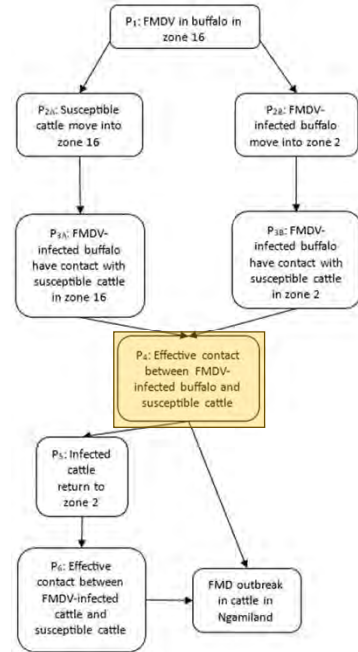 P₁: FMDV in buffalo in
zone 16
P₂ₐ: Susceptible
cattle move into
zone 16
P₂B: FMDV-
infected buffalo
move into zone 2
P₃ₐ: FMDV-
infected buffalo
have contact with
susceptible cattle
in zone 16
P₃B: FMDV-
infected buffalo
have contact with
susceptible cattle
in zone 2
P₄: Effective contact
between FMDV-
infected buffalo and
susceptible cattle
P₅: Infected
cattle
return to
zone 2
P₆: Effective
contact between
FMDV-infected
cattle and
susceptible cattle
FMD outbreak
in cattle in
Ngamiland